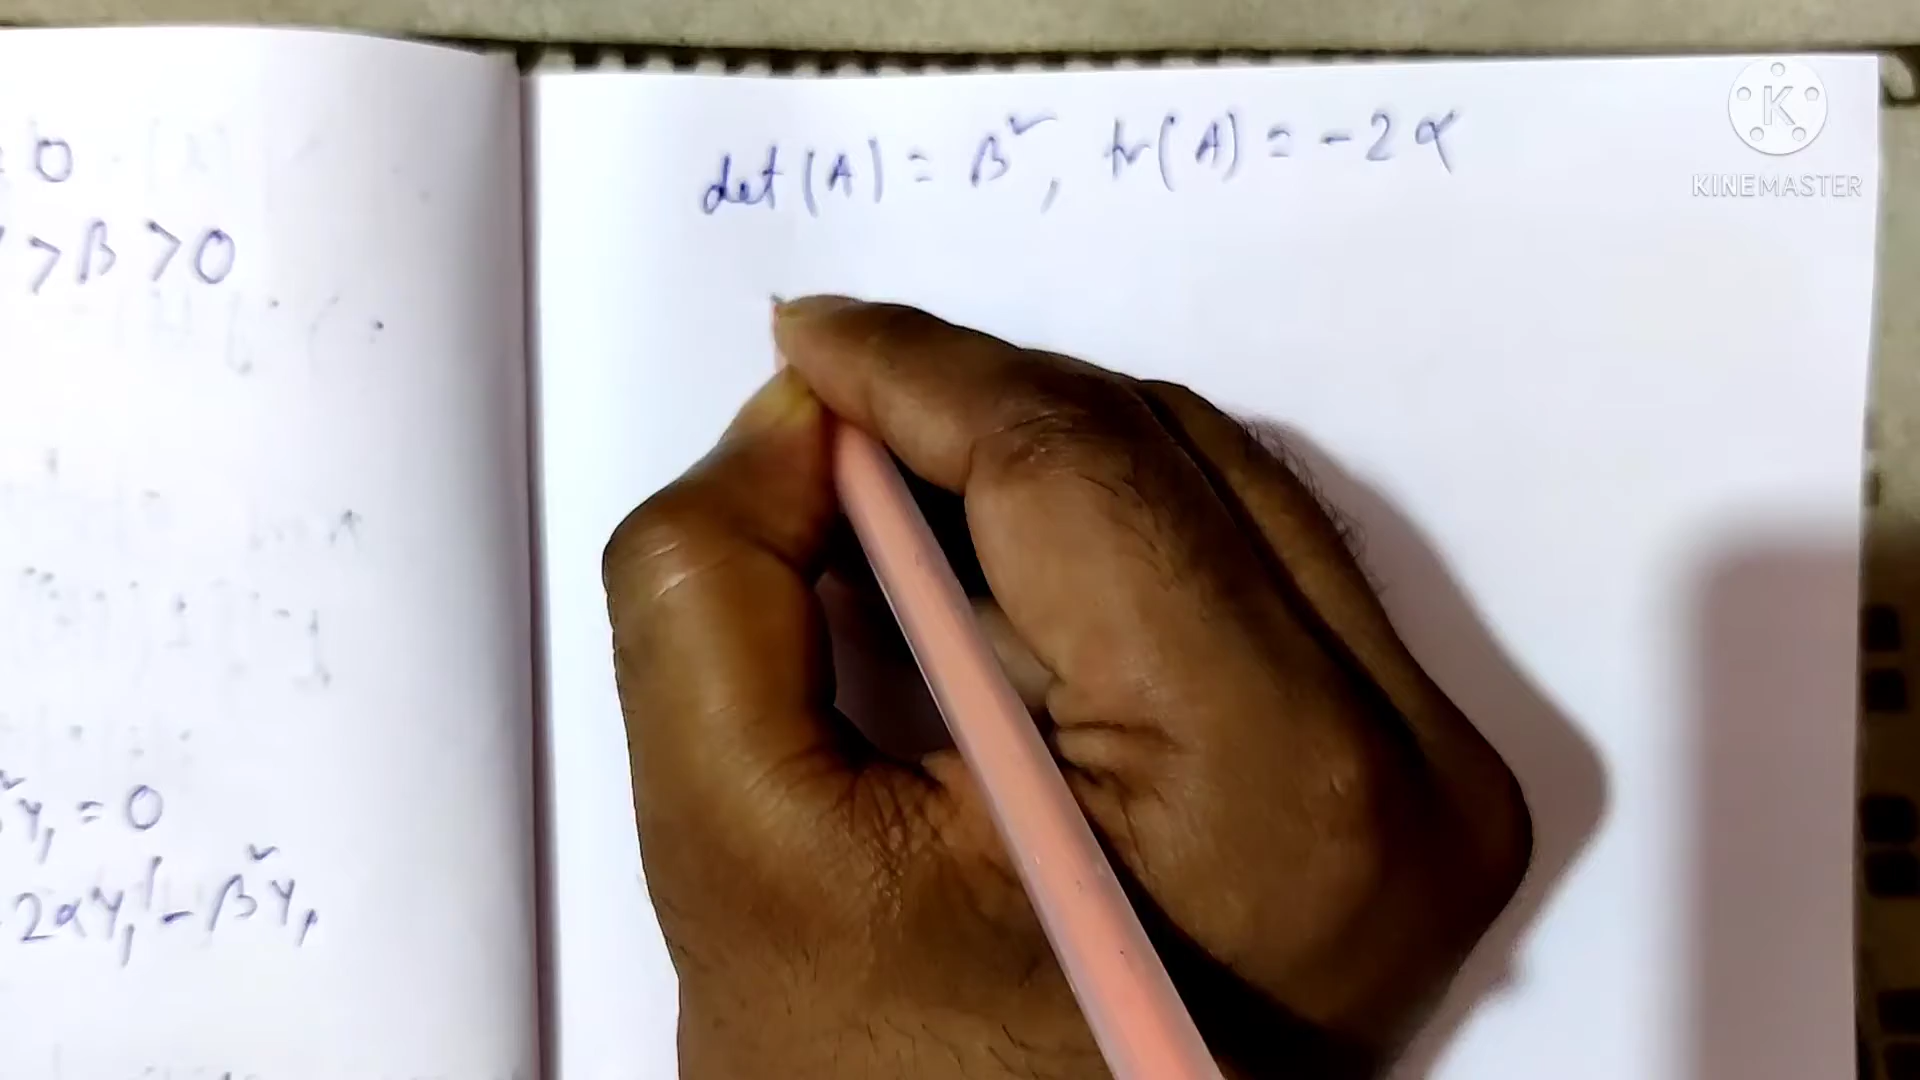 = 0
> β > 0
y₁ = 0
2αy₁' - β²y₁
det(A) = β², tr(A) = -2α
KINEMASTER